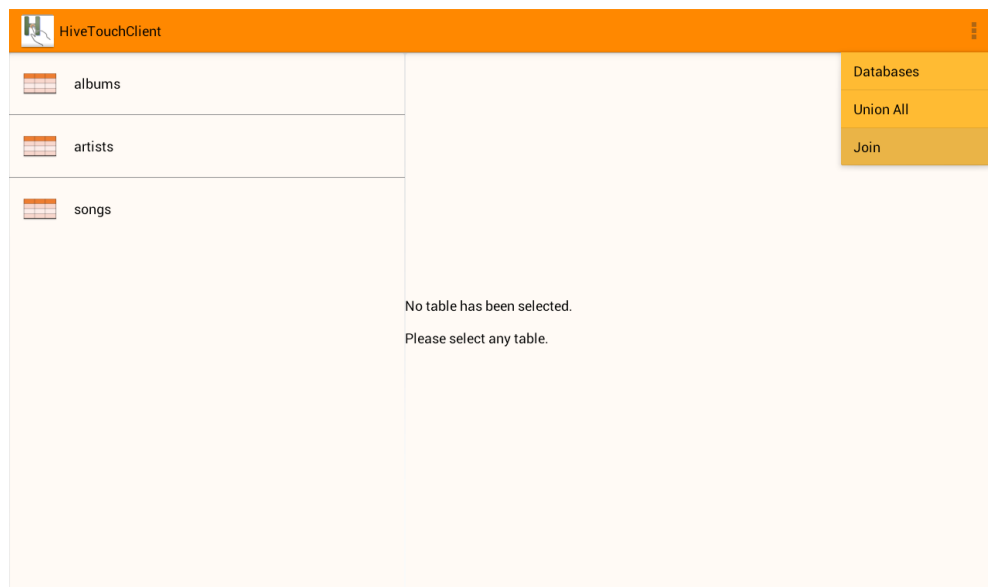 HiveTouchClient
albums
artists
songs
Databases
Union All
Join
No table has been selected.
Please select any table.